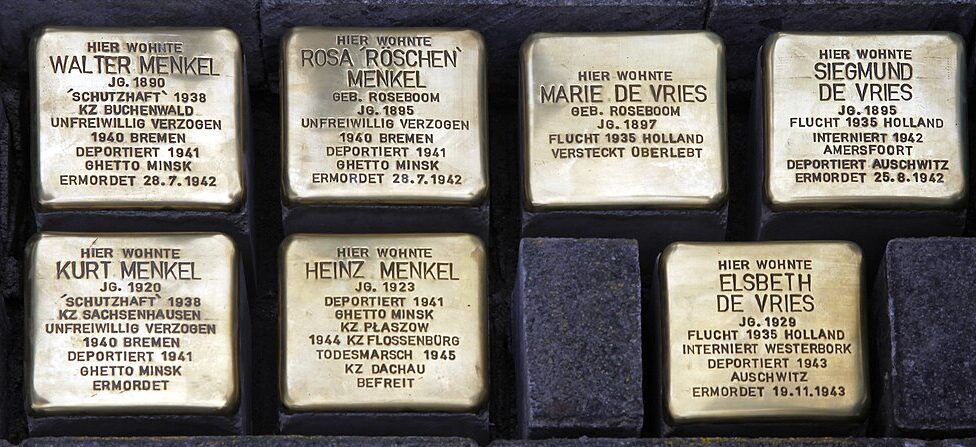 HIER WOHNTE
WALTER MENKEL
JG. 1890
'SCHUTZHAFT' 1938
KZ BUCHENWALD
UNFREIWILLIG VERZOGEN
1940 BREMEN
DEPORTIERT 1941
GHETTO MINSK
ERMORDET 28.7.1942
HIER WOHNTE
ROSA 'RÖSCHEN'
MENKEL
GEB. ROSEBOOM
JG. 1895
UNFREIWILLIG VERZOGEN
1940 BREMEN
DEPORTIERT 1941
GHETTO MINSK
ERMORDET 28.7.1942
HIER WOHNTE
MARIE DE VRIES
GEB. ROSEBOOM
JG. 1897
FLUCHT 1935 HOLLAND
VERSTECKT ÜBERLEBT
HIER WOHNTE
SIEGMUND
DE VRIES
JG. 1895
FLUCHT 1935 HOLLAND
INTERNIERT 1942
AMERSFOORT
DEPORTIERT AUSCHWITZ
ERMORDET 25.8.1942
HIER WOHNTE
KURT MENKEL
JG. 1920
'SCHUTZHAFT' 1938
KZ SACHSENHAUSEN
UNFREIWILLIG VERZOGEN
1940 BREMEN
DEPORTIERT 1941
GHETTO MINSK
ERMORDET
HIER WOHNTE
HEINZ MENKEL
JG. 1923
DEPORTIERT 1941
GHETTO MINSK
KZ PŁASZOW
1944 KZ FLOSSENBÜRG
TODESMARSCH 1945
KZ DACHAU
BEFREIT
HIER WOHNTE
ELSBETH
DE VRIES
JG. 1929
FLUCHT 1935 HOLLAND
INTERNIERT WESTERBORK
DEPORTIERT 1943
AUSCHWITZ
ERMORDET 19.11.1943